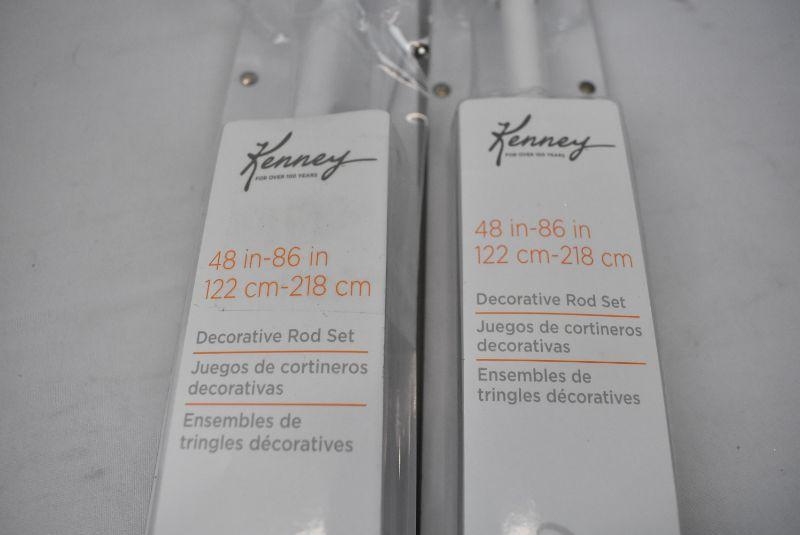 Kenney
FOR OVER 100 YEARS
48 in-86 in
122 cm-218 cm
Decorative Rod Set
Juegos de cortineros
decorativas
Ensembles de
tringles décoratives
Kenney
FOR OVER 100 YEARS
48 in-86 in
122 cm-218 cm
Decorative Rod Set
Juegos de cortineros
decorativas
Ensembles de
tringles décoratives